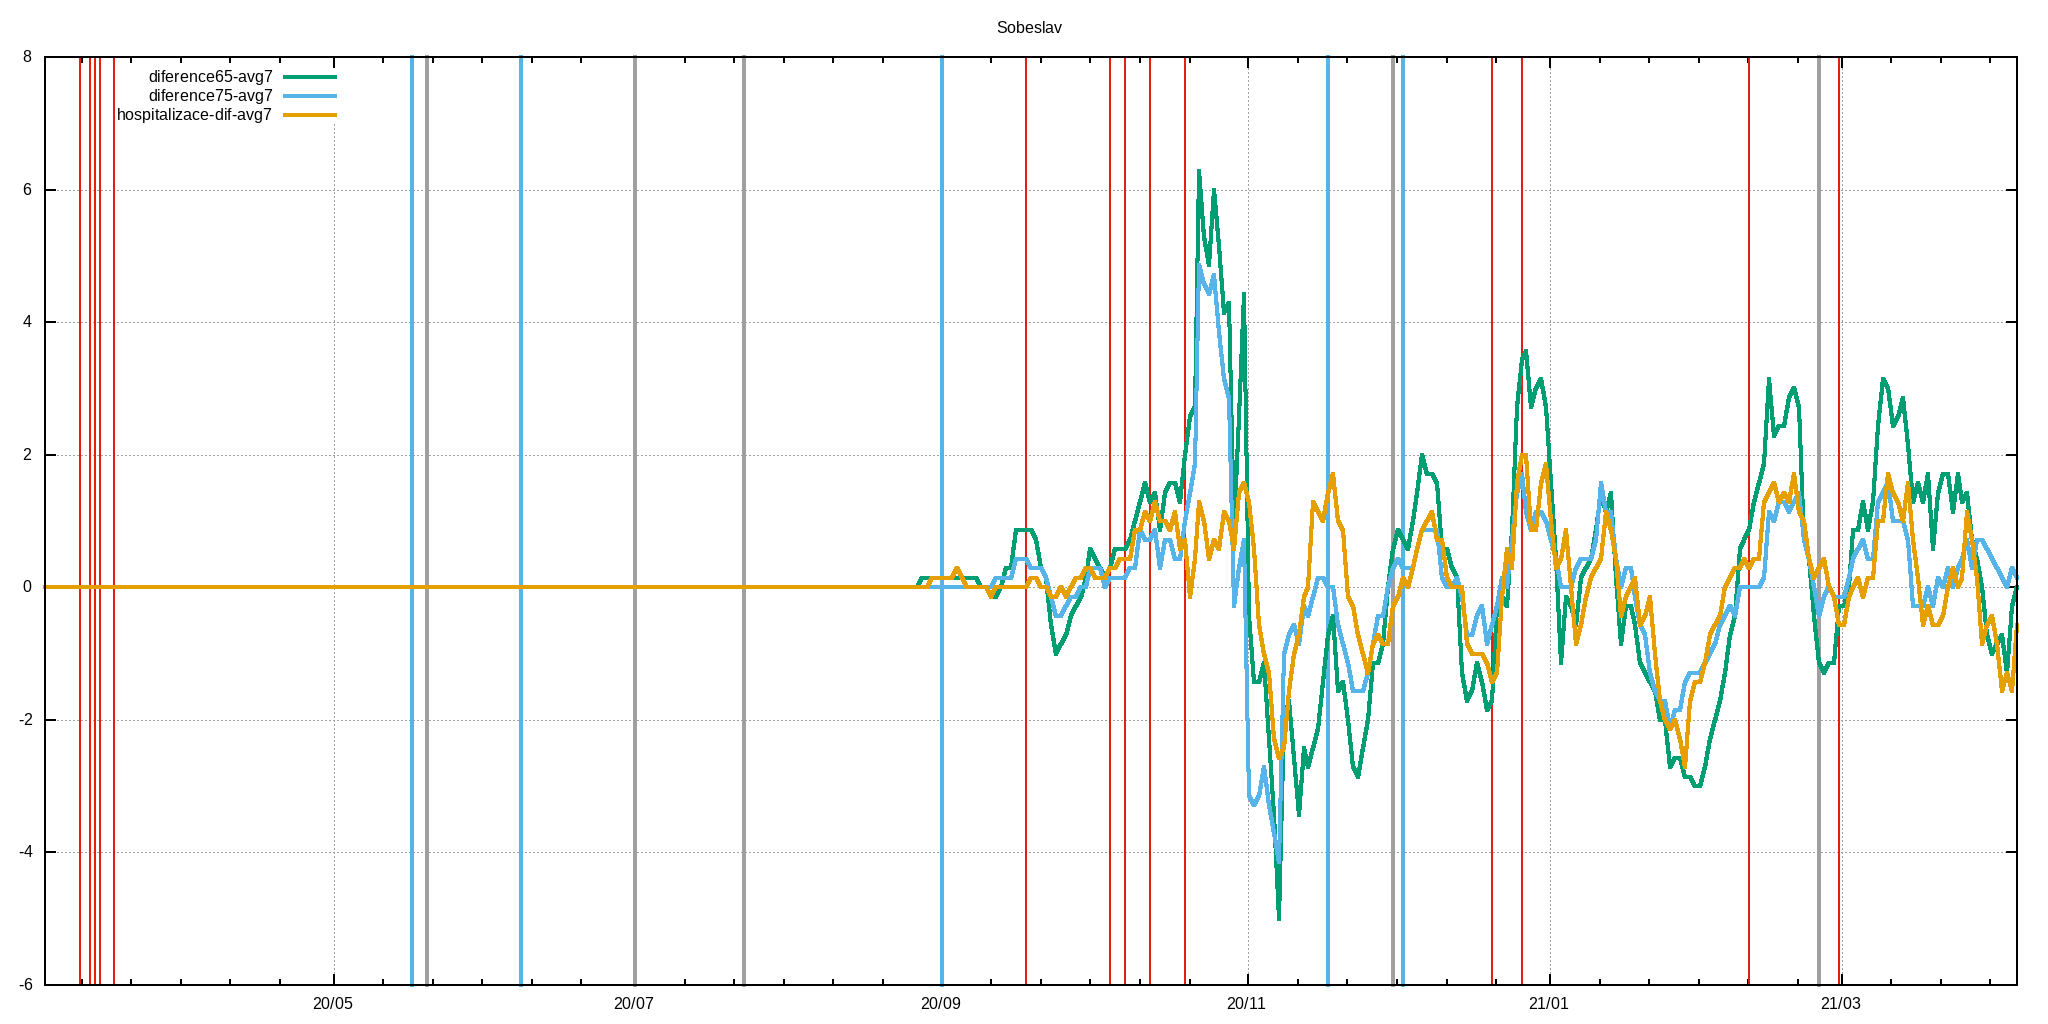 Sobeslav
8
diference65-avg7
diference75-avg7
hospitalizace-dif-avg7
6
4
2
0
-2
-4
-6
20/05 20/07 20/09 20/11 21/01 21/03